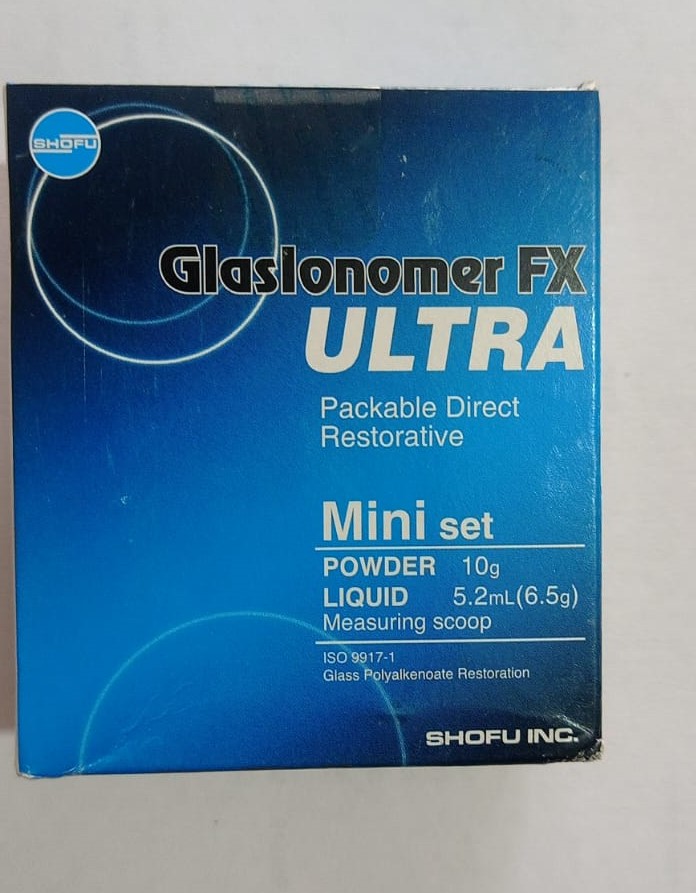 SHOFU
GlasIonomer FX
ULTRA
Packable Direct
Restorative
Mini set
POWDER 10g
LIQUID 5.2mL(6.5g)
Measuring scoop
ISO 9917-1
Glass Polyalkenoate Restoration
SHOFU INC.